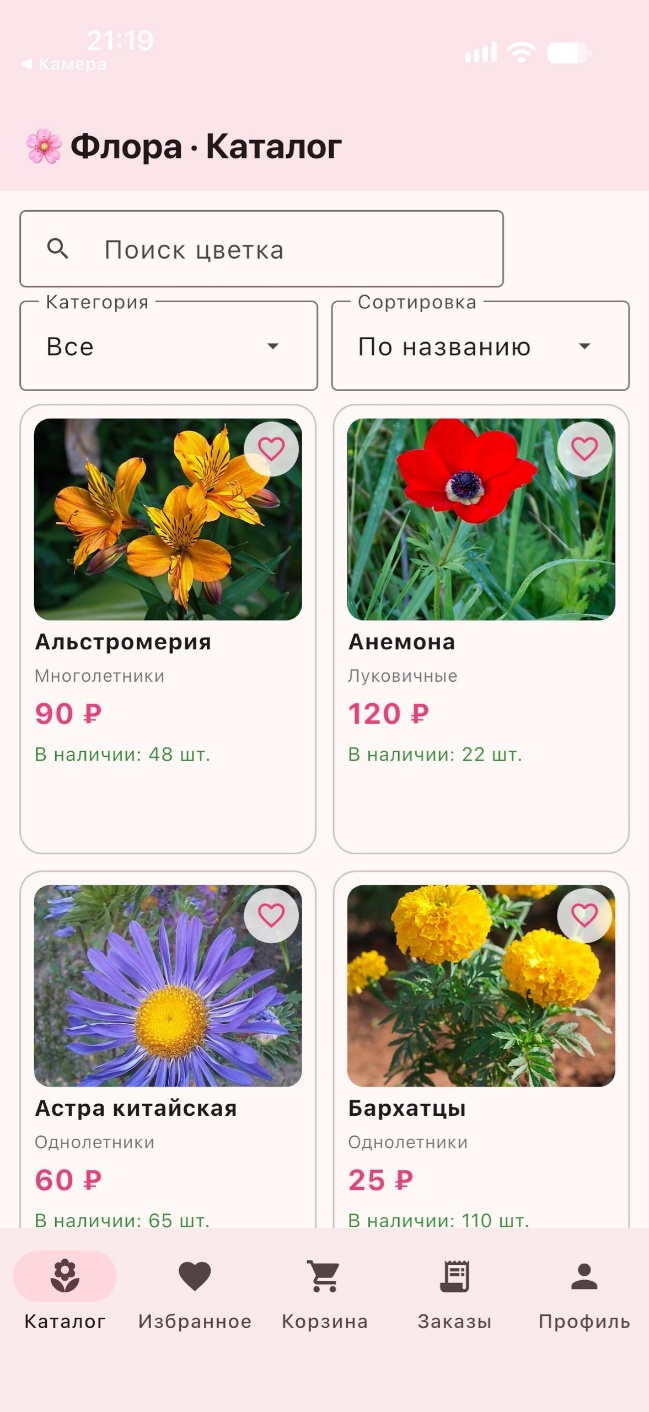 21:19
◀ Камера
🌸 Флора · Каталог
Поиск цветка
Категория
Сортировка
Все
По названию
Альстромерия
Анемона
Многолетники
Луковичные
90 ₽
120 ₽
В наличии: 48 шт.
В наличии: 22 шт.
Астра китайская
Бархатцы
Однолетники
Однолетники
60 ₽
25 ₽
В наличии: 65 шт.
В наличии: 110 шт.
Каталог
Избранное
Корзина
Заказы
Профиль